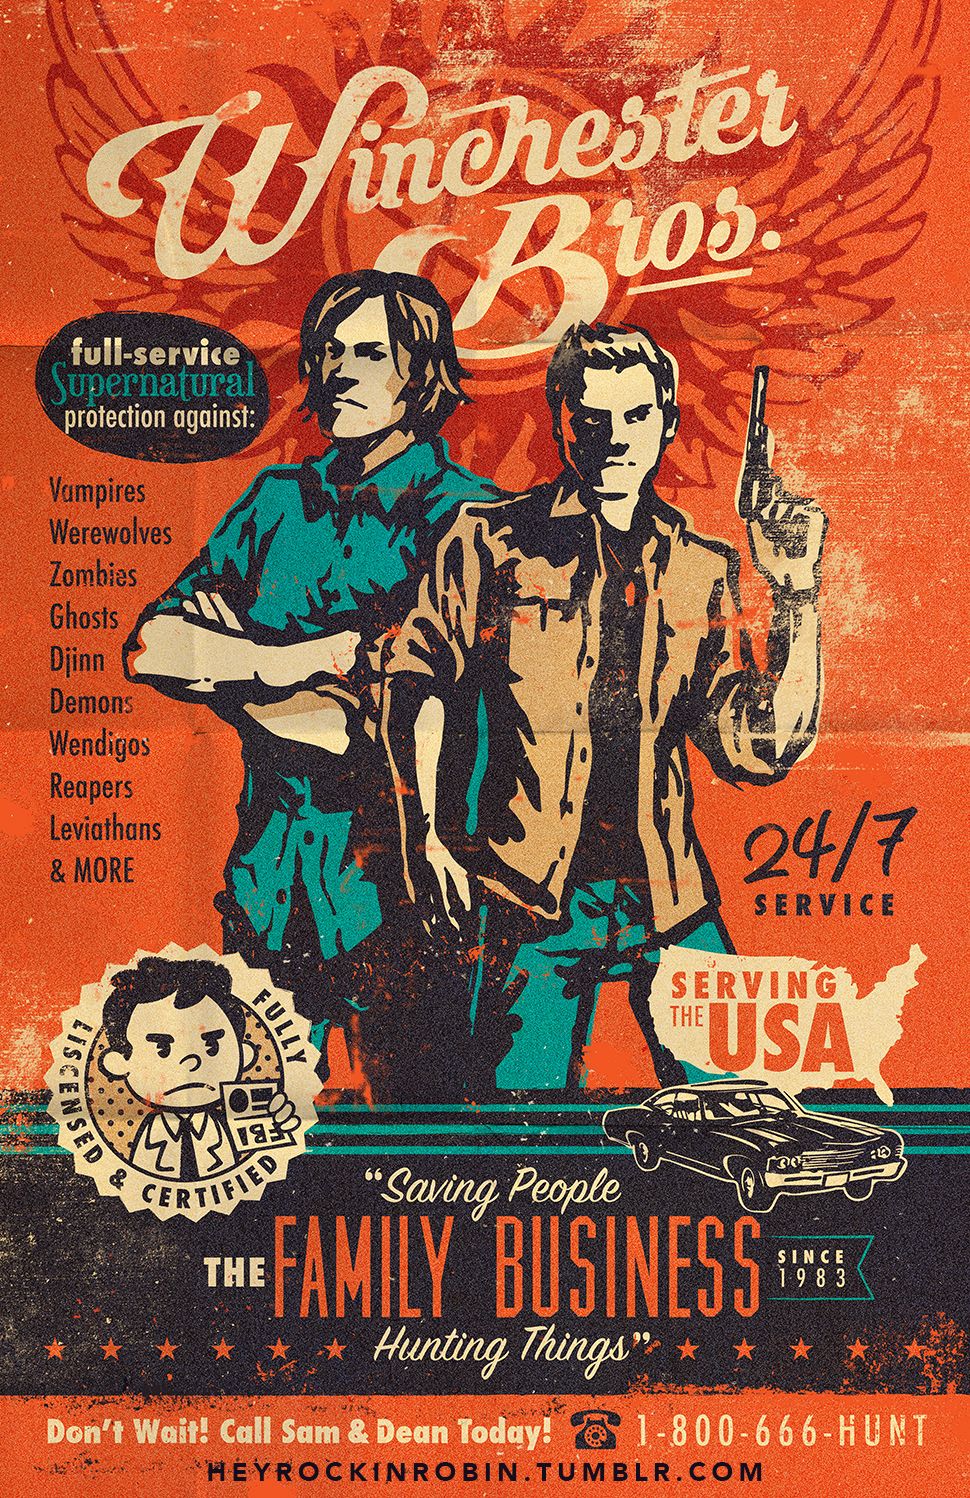 Winchester
Bros.
full-service
Supernatural
protection against:
Vampires
Werewolves
Zombies
Ghosts
Djinn
Demons
Wendigos
Reapers
Leviathans
& MORE
24/7
SERVICE
SERVING
THE USA
FULLY
LISCENSED & CERTIFIED
FBI
"Saving People
THE FAMILY BUSINESS
SINCE
1983
Hunting Things"
Don't Wait! Call Sam & Dean Today! 1-800-666-HUNT
HEYROCKINROBIN.TUMBLR.COM